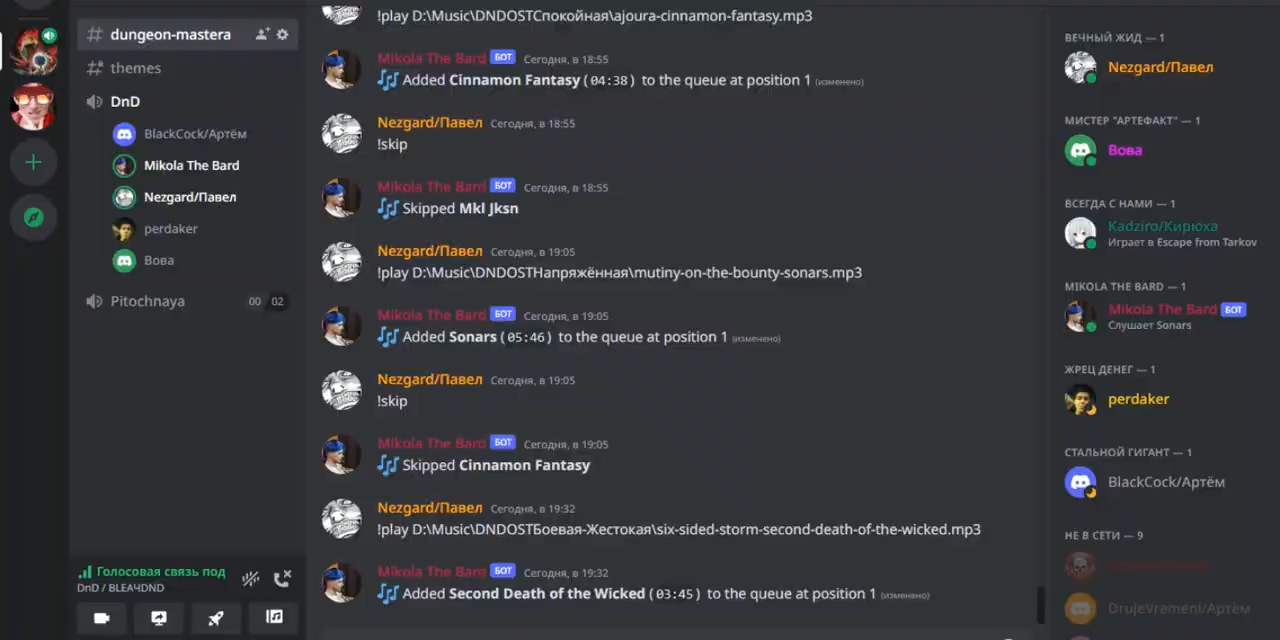 dungeon-mastera
themes
DnD
BlackCock/Артём
Mikola The Bard
Nezgard/Павел
perdaker
Вова
Pitochnaya 00 02
Голосовая связь под
DnD / BLEA4DND
!play D:\Music\DNDOSTСпокойная\ajoura-cinnamon-fantasy.mp3
Mikola The Bard БОТ Сегодня, в 18:55
Added Cinnamon Fantasy (04:38) to the queue at position 1 (изменено)
Nezgard/Павел Сегодня, в 18:55
!skip
Mikola The Bard БОТ Сегодня, в 18:55
Skipped Mkl Jksn
Nezgard/Павел Сегодня, в 19:05
!play D:\Music\DNDOSTНапряжённая\mutiny-on-the-bounty-sonars.mp3
Mikola The Bard БОТ Сегодня, в 19:05
Added Sonars (05:46) to the queue at position 1 (изменено)
Nezgard/Павел Сегодня, в 19:05
!skip
Mikola The Bard БОТ Сегодня, в 19:05
Skipped Cinnamon Fantasy
Nezgard/Павел Сегодня, в 19:32
!play D:\Music\DNDOSTБоевая-Жестокая\six-sided-storm-second-death-of-the-wicked.mp3
Mikola The Bard БОТ Сегодня, в 19:32
Added Second Death of the Wicked (03:45) to the queue at position 1 (изменено)
ВЕЧНЫЙ ЖИД — 1
Nezgard/Павел
МИСТЕР "АРТЕФАКТ" — 1
Вова
ВСЕГДА С НАМИ — 1
Kadziro/Кирюха
Играет в Escape from Tarkov
MIKOLA THE BARD — 1
Mikola The Bard БОТ
Слушает Sonars
ЖРЕЦ ДЕНЕГ — 1
perdaker
СТАЛЬНОЙ ГИГАНТ — 1
BlackCock/Артём
НЕ В СЕТИ — 9
DrujeVremeni/Артём